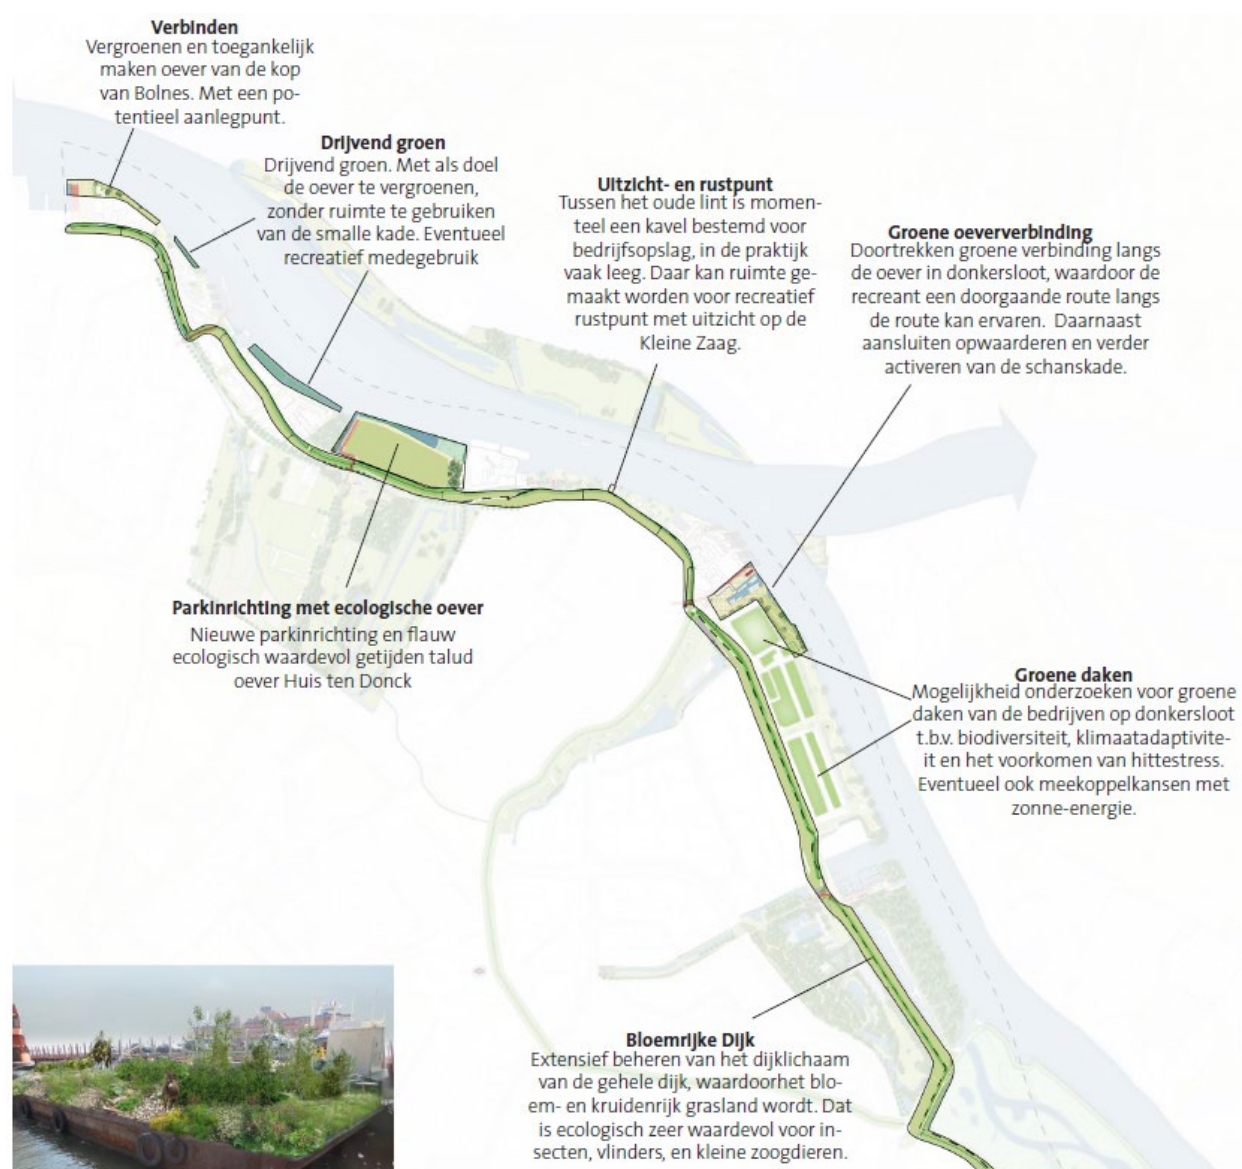 Verbinden
Vergroenen en toegankelijk
maken oever van de kop
van Bolnes. Met een po-
tentieel aanlegpunt.
Drijvend groen
Drijvend groen. Met als doel
de oever te vergroenen,
zonder ruimte te gebruiken
van de smalle kade. Eventueel
recreatief medegebruik
Uitzicht- en rustpunt
Tussen het oude lint is momen-
teel een kavel bestemd voor
bedrijfsopslag, in de praktijk
vaak leeg. Daar kan ruimte ge-
maakt worden voor recreatief
rustpunt met uitzicht op de
Kleine Zaag.
Groene oeververbinding
Doortrekken groene verbinding langs
de oever in donkersloot, waardoor de
recreant een doorgaande route langs
de route kan ervaren. Daarnaast
aansluiten opwaarderen en verder
activeren van de schanskade.
Parkinrichting met ecologische oever
Nieuwe parkinrichting en flauw
ecologisch waardevol getijden talud
oever Huis ten Donck
Groene daken
Mogelijkheid onderzoeken voor groene
daken van de bedrijven op donkersloot
t.b.v. biodiversiteit, klimaatadaptivite-
it en het voorkomen van hittestress.
Eventueel ook meekoppelkansen met
zonne-energie.
Bloemrijke Dijk
Extensief beheren van het dijklichaam
van de gehele dijk, waardoorhet blo-
em- en kruidenrijk grasland wordt. Dat
is ecologisch zeer waardevol voor in-
secten, vlinders, en kleine zoogdieren.